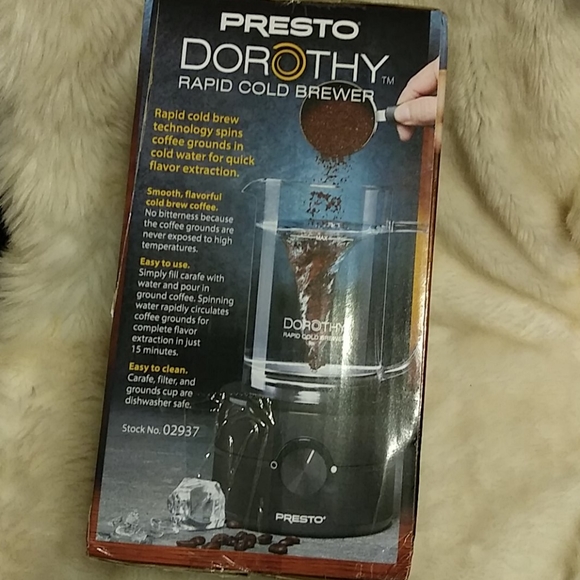 PRESTO
DOROTHY™
RAPID COLD BREWER
Rapid cold brew
technology spins
coffee grounds in
cold water for quick
flavor extraction.
Smooth, flavorful
cold brew coffee.
No bitterness because
the coffee grounds are
never exposed to high
temperatures.
Easy to use.
Simply fill carafe with
water and pour in
ground coffee. Spinning
water rapidly circulates
coffee grounds for
complete flavor
extraction in just
15 minutes.
Easy to clean.
Carafe, filter, and
grounds cup are
dishwasher safe.
Stock No. 02937
DOROTHY
RAPID COLD BREWER
PRESTO